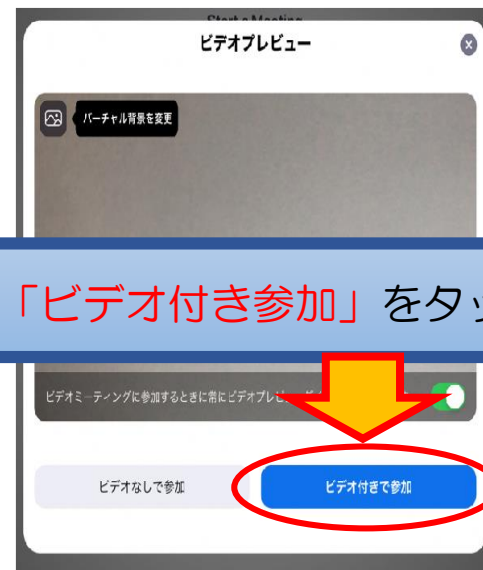 Start a Meeting
ビデオプレビュー
バーチャル背景を変更
「ビデオ付き参加」をタッ
ビデオミーティングに参加するときに常にビデオプレビュー
ビデオなしで参加
ビデオ付きで参加